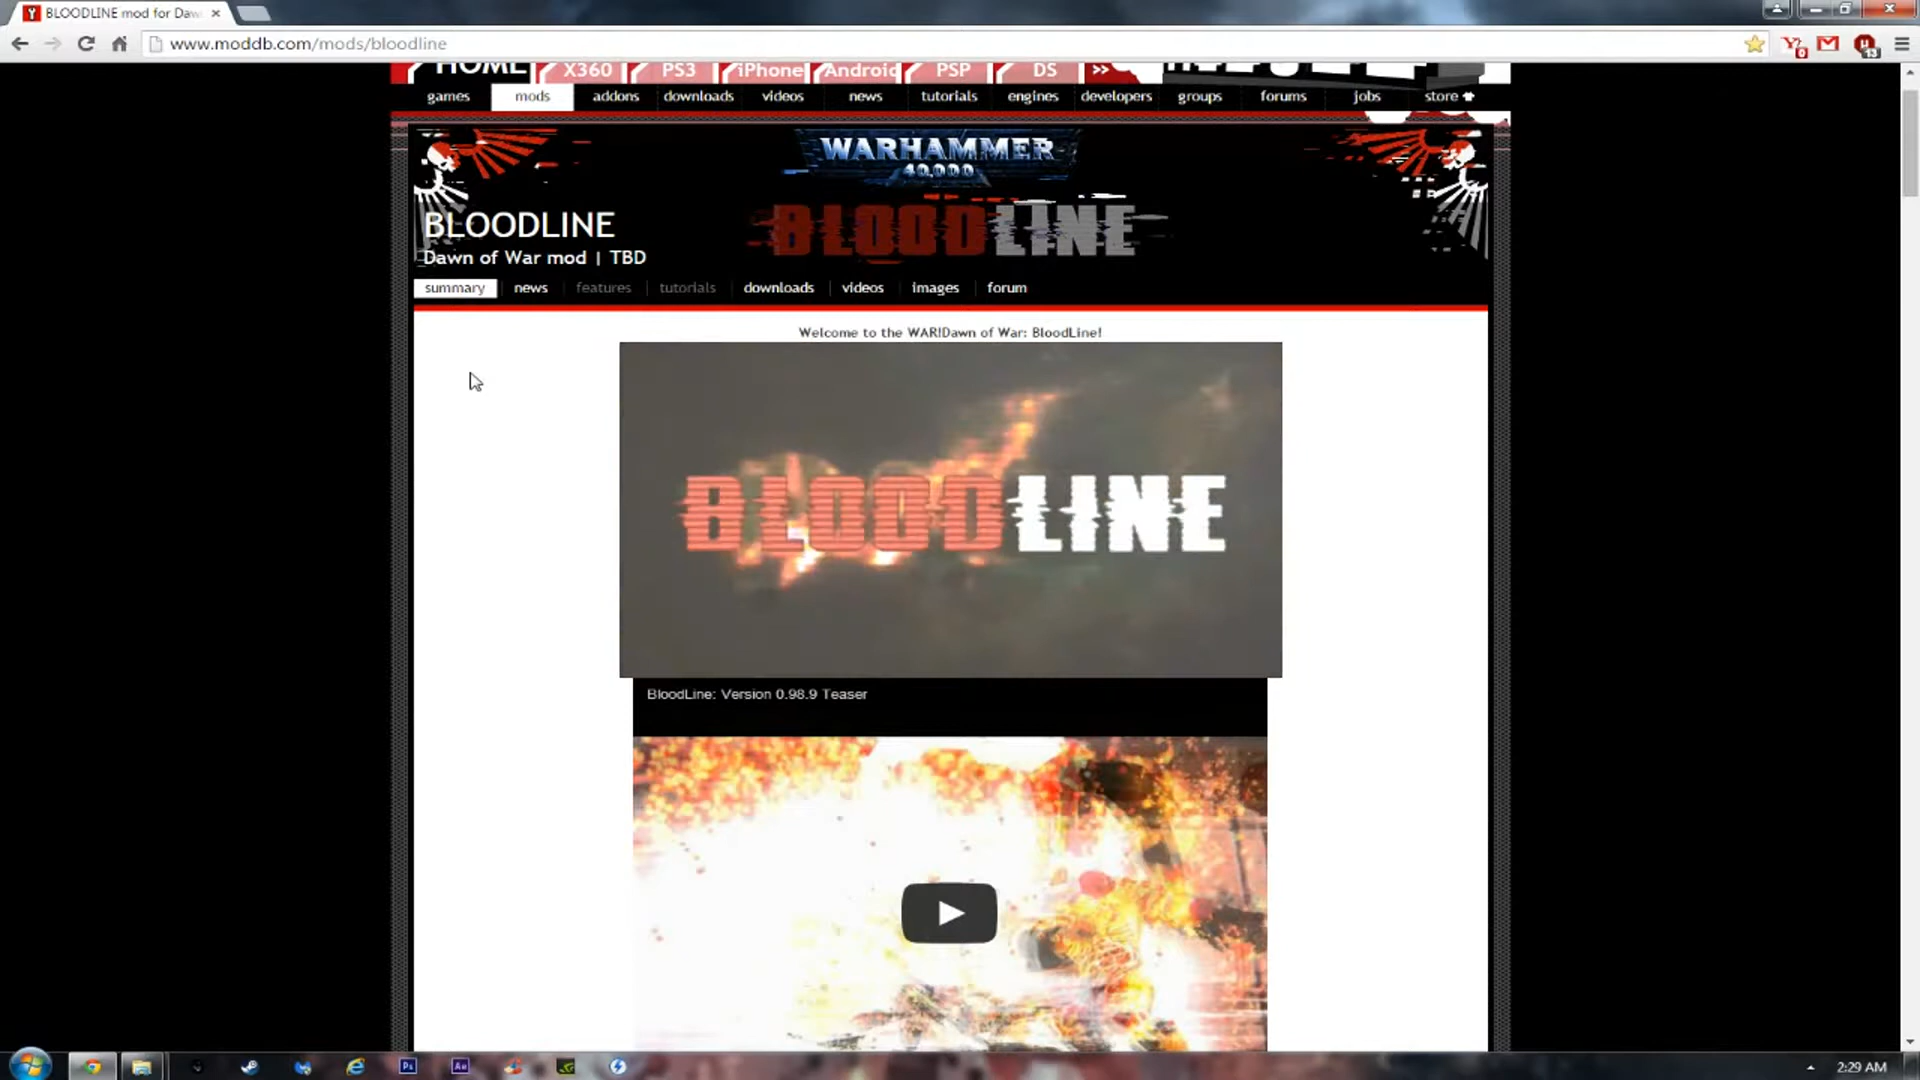 BLOODLINE mod for Daw
www.moddb.com/mods/bloodline
HOME X360 PS3 iPhone Android PSP DS >>
games mods addons downloads videos news tutorials engines developers groups forums jobs store
WARHAMMER
40,000
BLOODLINE
BLOODLINE
Dawn of War mod | TBD
summary news features tutorials downloads videos images forum
Welcome to the WAR!Dawn of War: BloodLine!
BLOODLINE
BloodLine: Version 0.98.9 Teaser
Ps Ae
2:29 AM